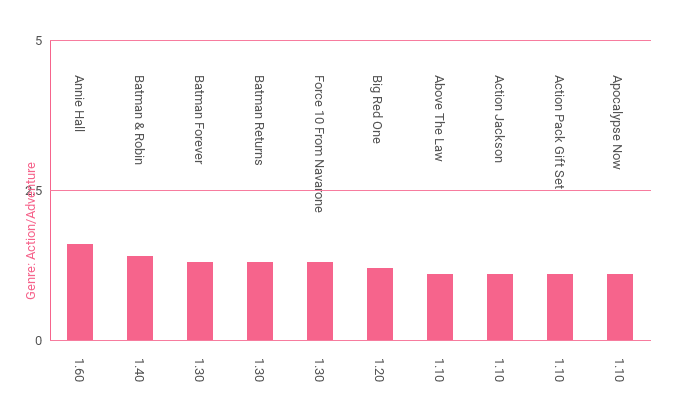 5
Annie Hall
Batman & Robin
Batman Forever
Batman Returns
Force 10 From Navarone
Big Red One
Above The Law
Action Jackson
Action Pack Gift Set
Apocalypse Now
2.5
Genre: Action/Adventure
0
1.60
1.40
1.30
1.30
1.30
1.20
1.10
1.10
1.10
1.10